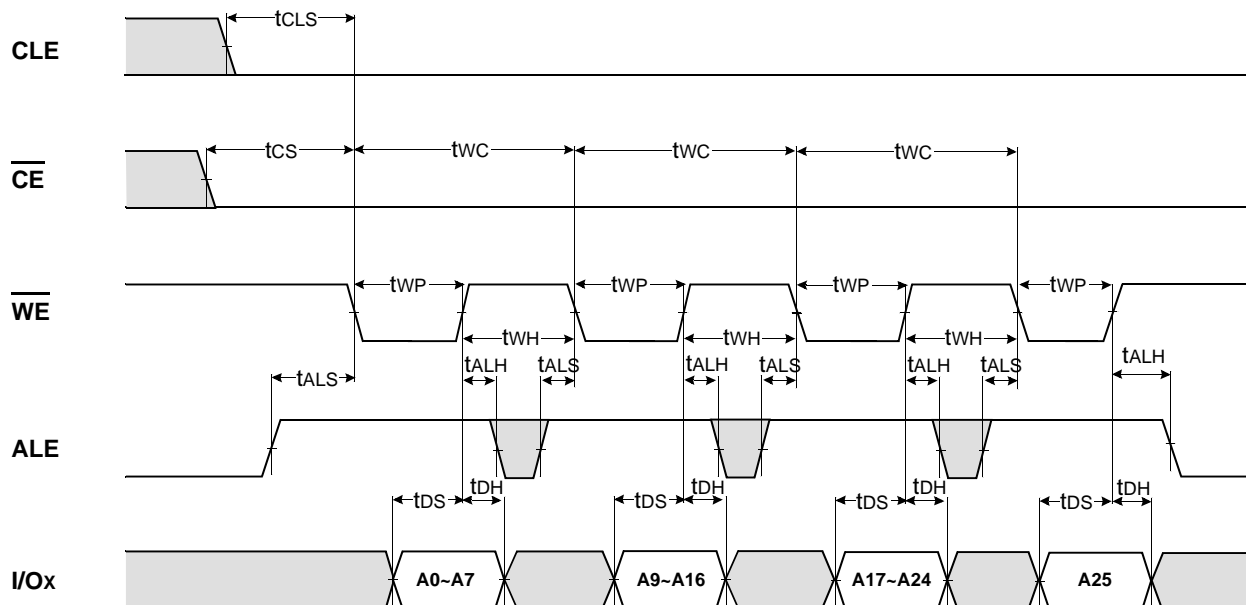 tCLS
CLE
tCS tWC tWC tWC
CE
tWP tWP tWP tWP
WE
tWH tWH tWH
tALS tALH tALS tALH tALS tALH tALS tALH
ALE
tDS tDH tDS tDH tDS tDH tDS tDH
I/Ox A0~A7 A9~A16 A17~A24 A25